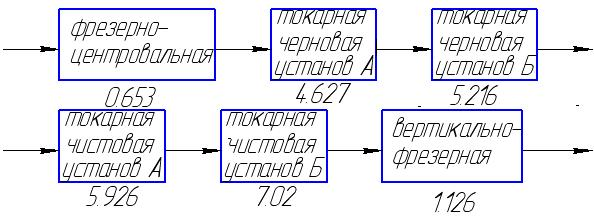 фрезерно-
центровальная
0.653
токарная
черновая
установ А
4.627
токарная
черновая
установ Б
5.216
токарная
чистовая
установ А
5.926
токарная
чистовая
установ Б
7.02
вертикально-
фрезерная
1.126